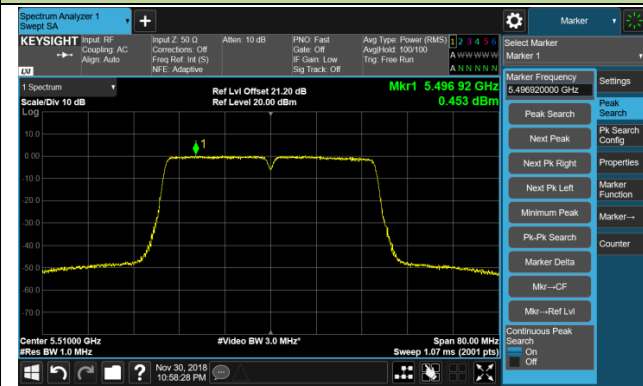 Spectrum Analyzer 1
Swept SA
Marker
KEYSIGHT
Input: RF
Coupling: AC
Align: Auto
Input Z: 50 Ω
Corrections: Off
Freq Ref: Int (S)
NFE: Adaptive
Atten: 10 dB
PNO: Fast
Gate: Off
IF Gain: Low
Sig Track: Off
Avg Type: Power (RMS)
Avg|Hold: 100/100
Trig: Free Run
1 2 3 4 5 6
A W W W W W
A N N N N N
LXI
Select Marker
Marker 1
1 Spectrum
Scale/Div 10 dB
Log
Ref Lvl Offset 21.20 dB
Ref Level 20.00 dBm
Mkr1 5.496 92 GHz
0.453 dBm
10.0
0.00
-10.0
-20.0
-30.0
-40.0
-50.0
-60.0
-70.0
1
Center 5.51000 GHz
#Res BW 1.0 MHz
#Video BW 3.0 MHz*
Span 80.00 MHz
Sweep 1.07 ms (2001 pts)
Marker Frequency
5.496920000 GHz
Peak Search
Next Peak
Next Pk Right
Next Pk Left
Minimum Peak
Pk-Pk Search
Marker Delta
Mkr→CF
Mkr→Ref Lvl
Continuous Peak
Search
On
Off
Settings
Peak
Search
Pk Search
Config
Properties
Marker
Function
Marker→
Counter
?
Nov 30, 2018
10:58:28 PM